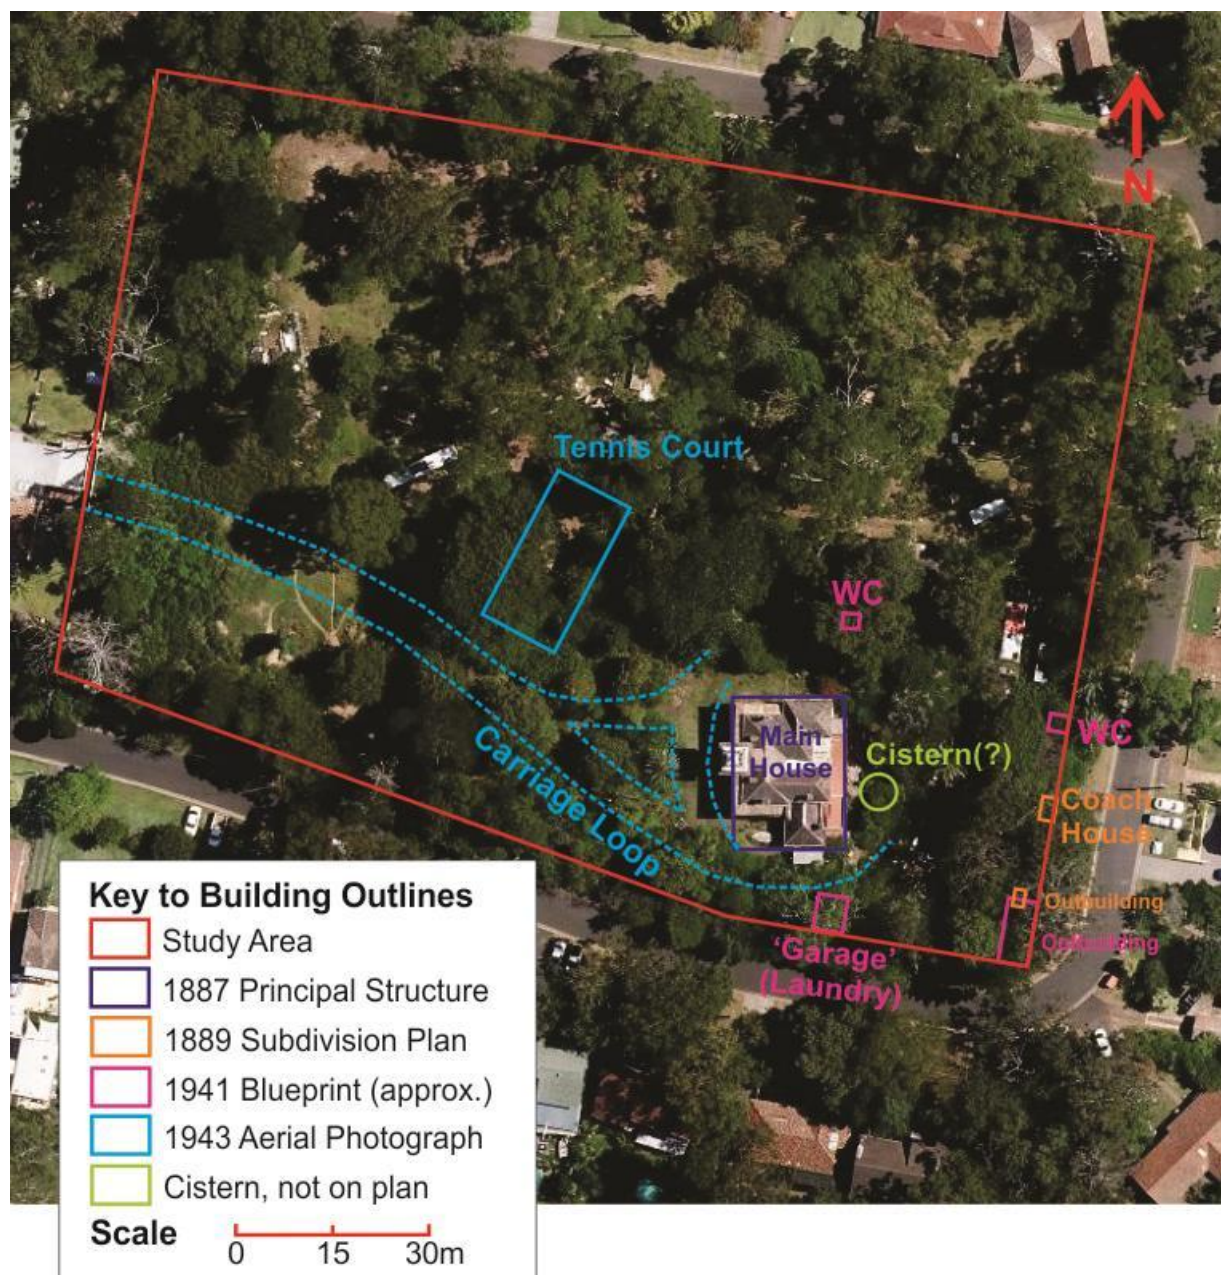 N
Tennis Court
WC
Main
House
Cistern(?)
WC
Coach
House
Carriage Loop
Outbuilding
Outbuilding
‘Garage’
(Laundry)
Key to Building Outlines
Study Area
1887 Principal Structure
1889 Subdivision Plan
1941 Blueprint (approx.)
1943 Aerial Photograph
Cistern, not on plan
Scale
0 15 30m